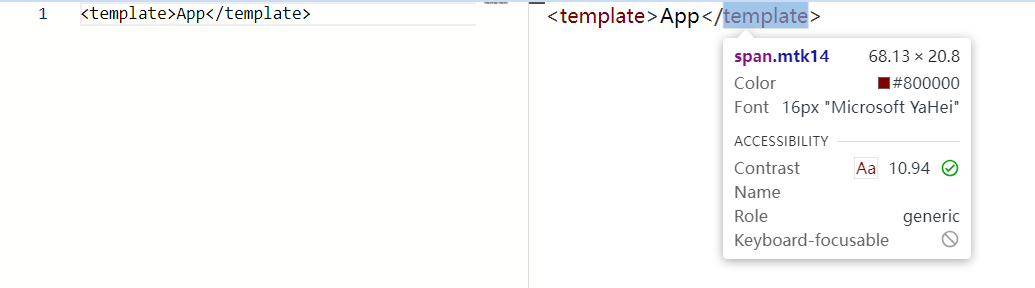 1 <template>App</template>
<template>App</template>
span.mtk14 68.13 × 20.8
Color #800000
Font 16px "Microsoft YaHei"
ACCESSIBILITY
Contrast Aa 10.94
Name
Role generic
Keyboard-focusable